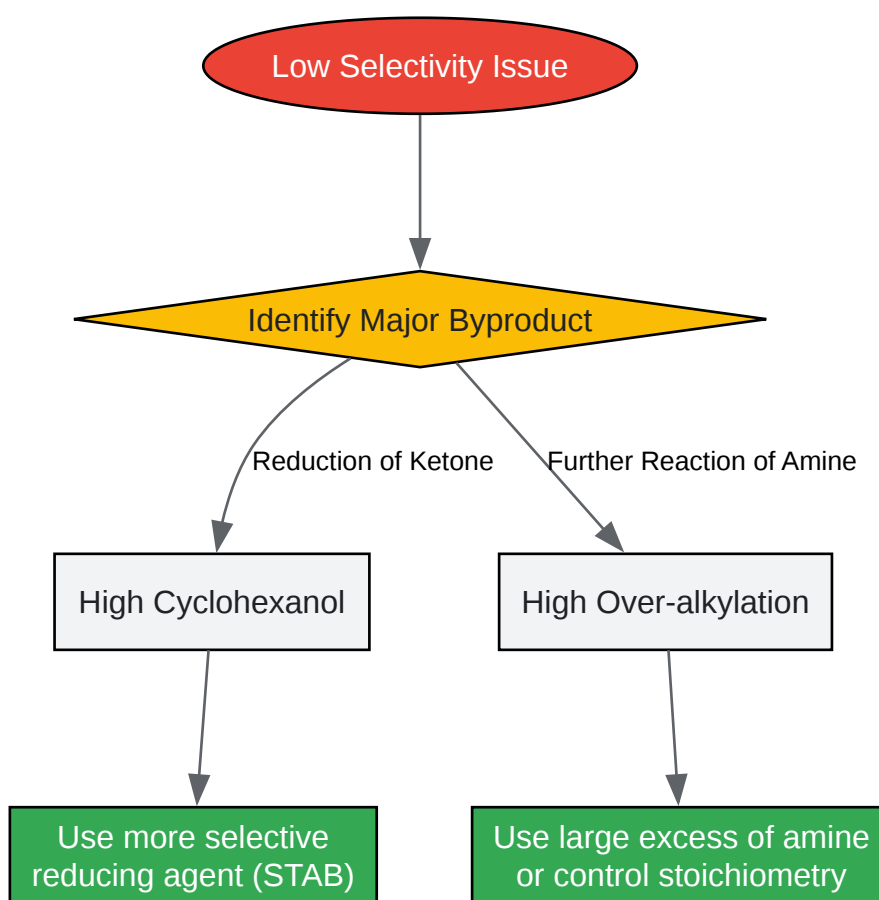 Low Selectivity Issue
Identify Major Byproduct
Reduction of Ketone
Further Reaction of Amine
High Cyclohexanol
High Over-alkylation
Use more selective
reducing agent (STAB)
Use large excess of amine
or control stoichiometry